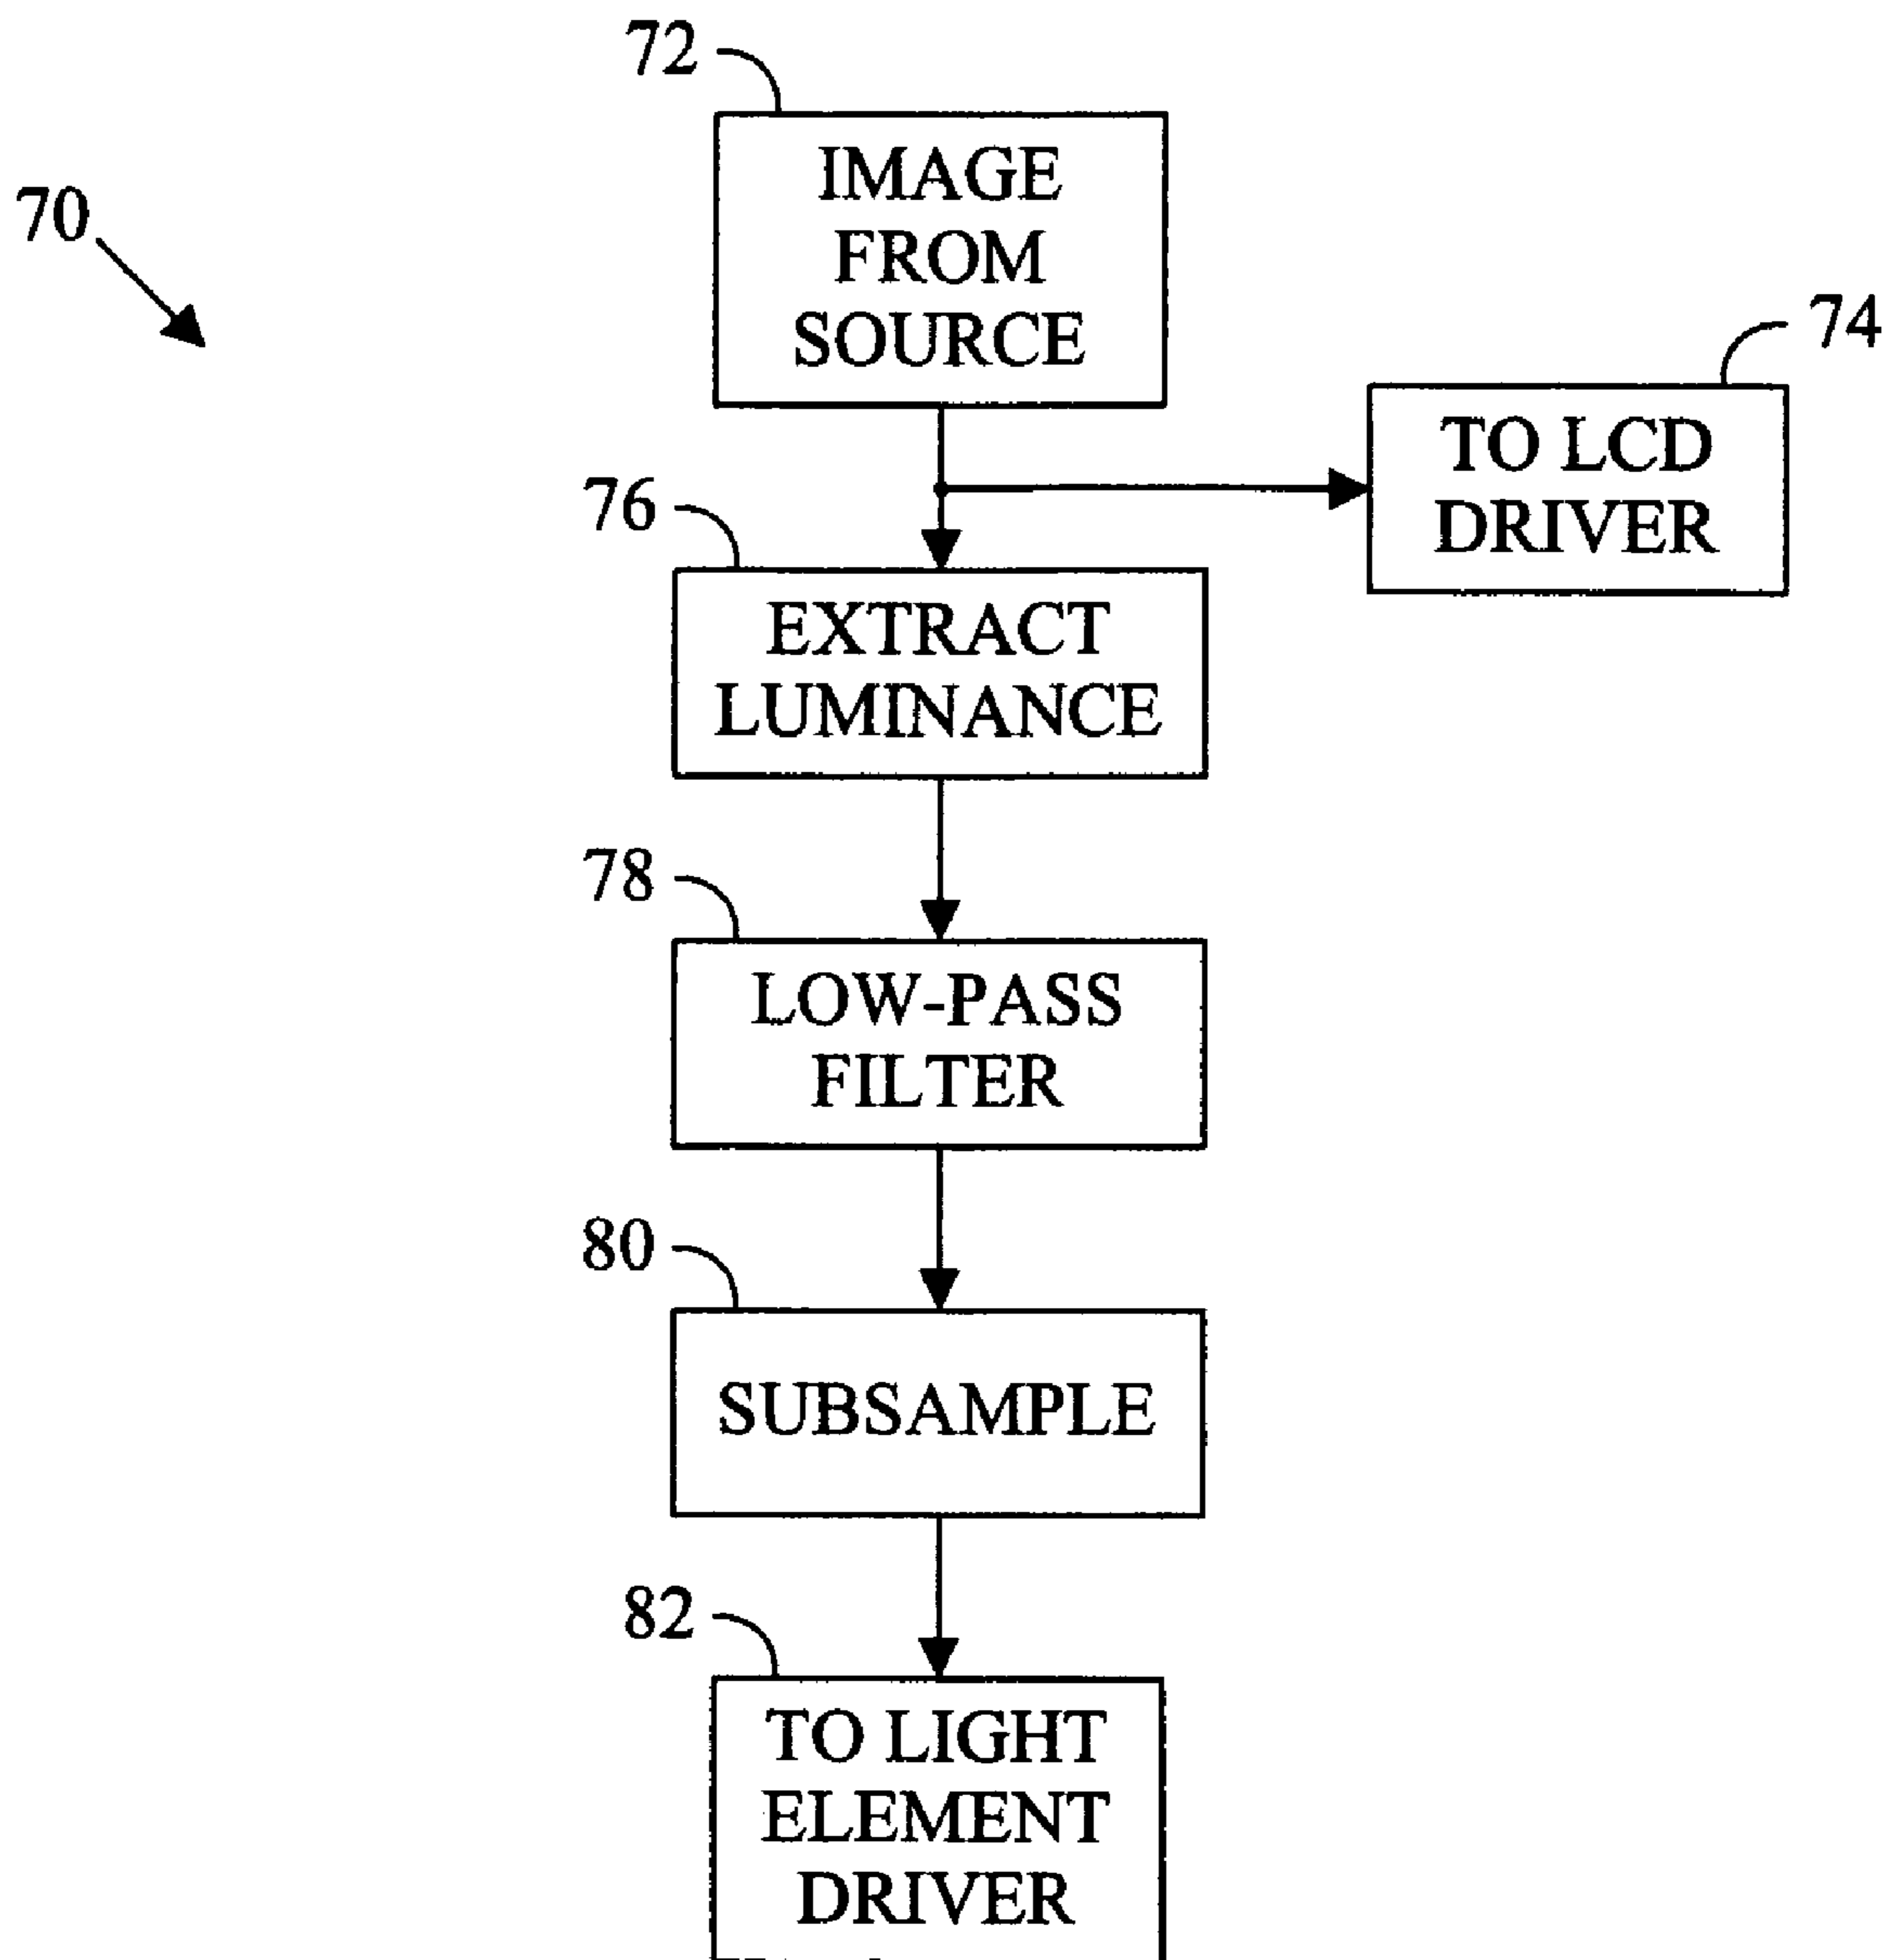 72
IMAGE
FROM
SOURCE
70
74
TO LCD
DRIVER
76
EXTRACT
LUMINANCE
78
LOW-PASS
FILTER
80
SUBSAMPLE
82
TO LIGHT
ELEMENT
DRIVER